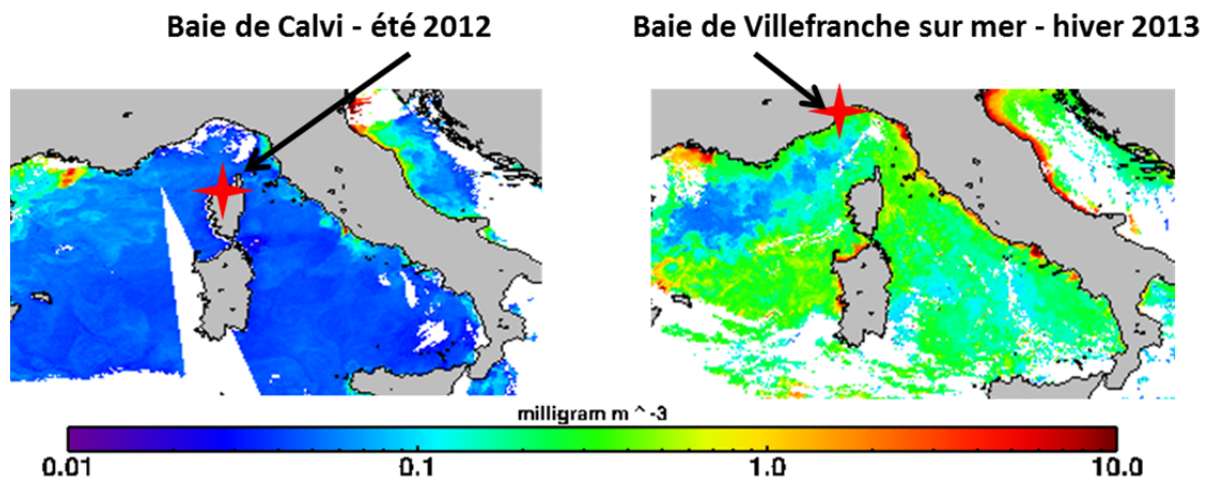 Baie de Calvi - été 2012
Baie de Villefranche sur mer - hiver 2013
milligram m ^ -3
0.01 0.1 1.0 10.0